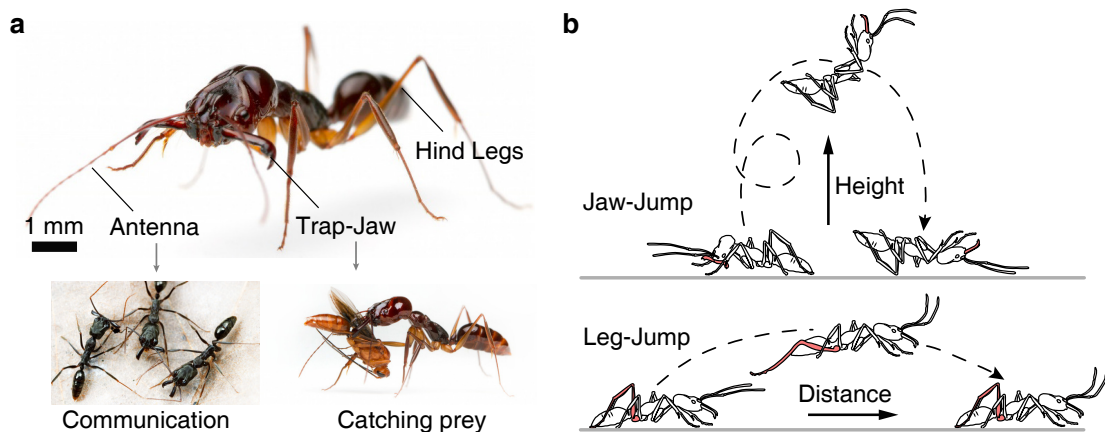 a
Hind Legs
Antenna
Trap-Jaw
1 mm
Communication
Catching prey
b
Height
Jaw-Jump
Leg-Jump
Distance